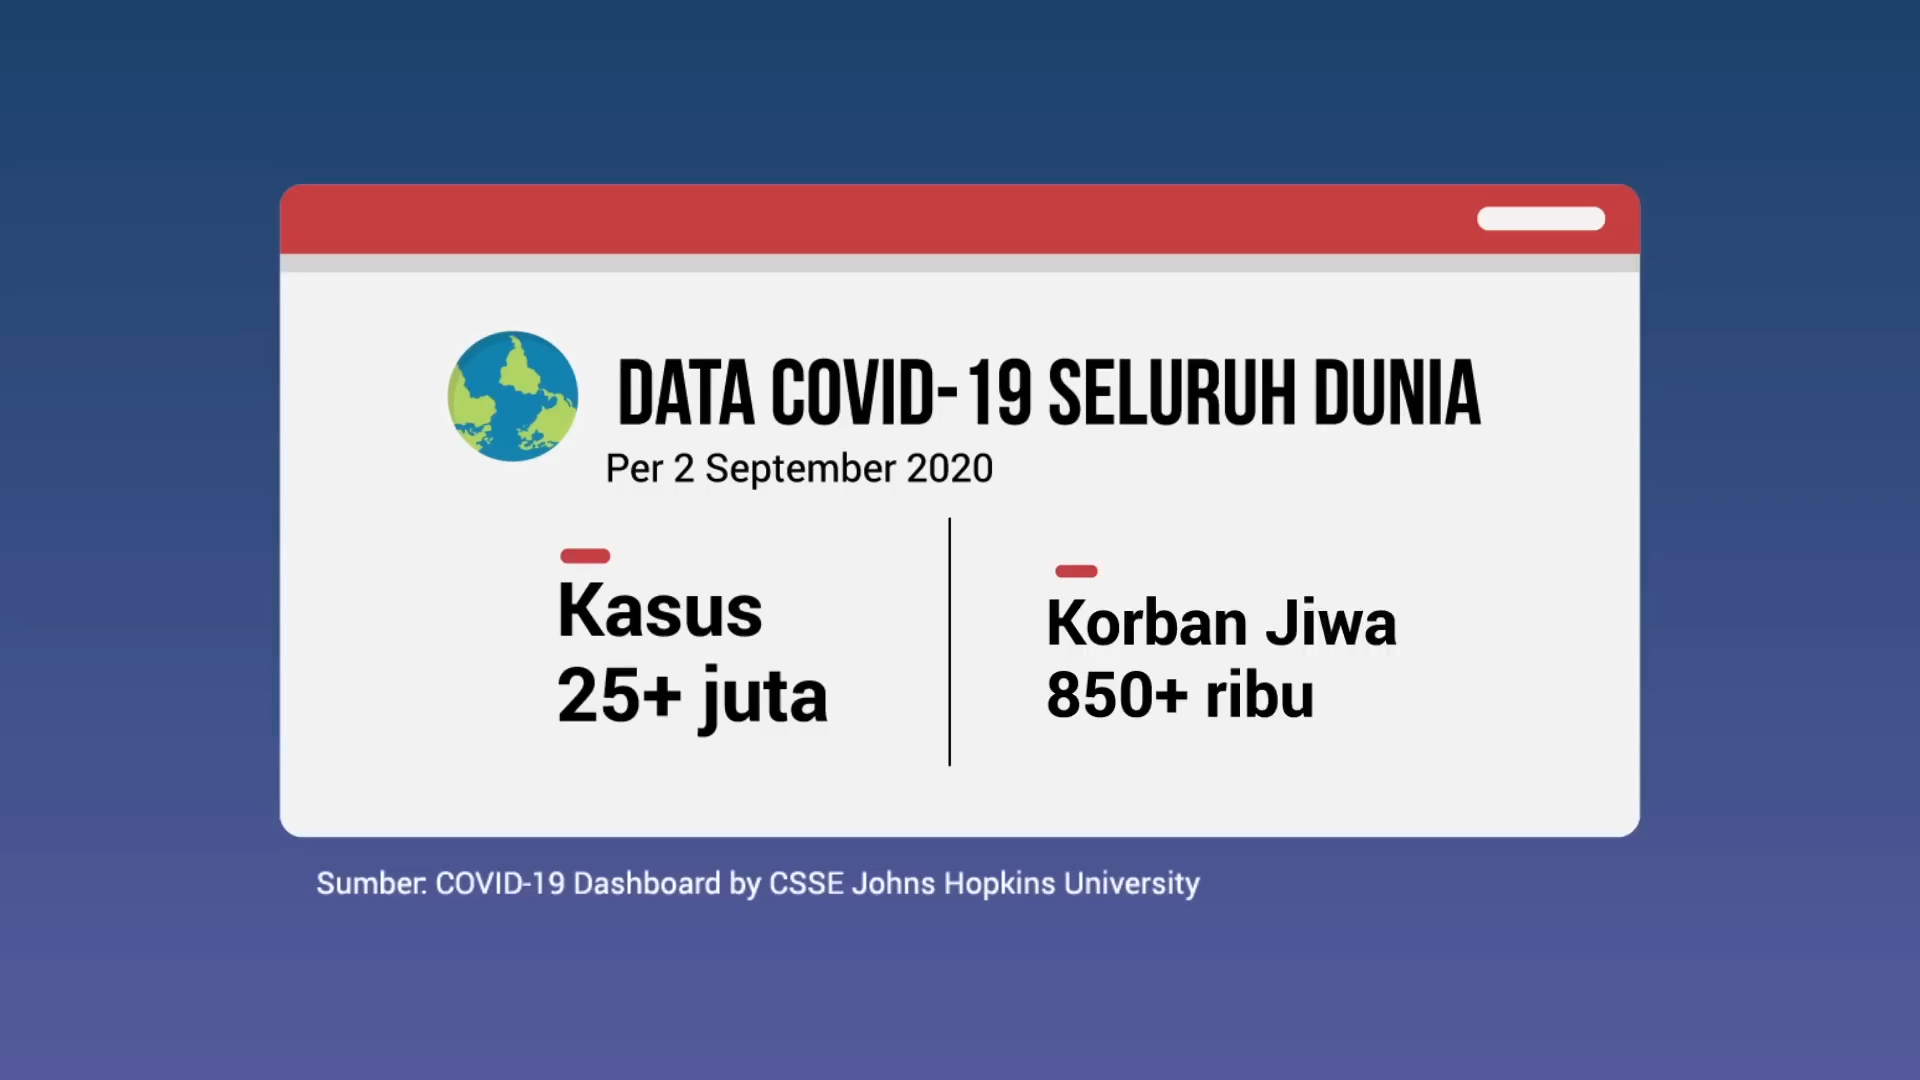 DATA COVID-19 SELURUH DUNIA
Per 2 September 2020
Kasus
25+ juta
Korban Jiwa
850+ ribu
Sumber: COVID-19 Dashboard by CSSE Johns Hopkins University